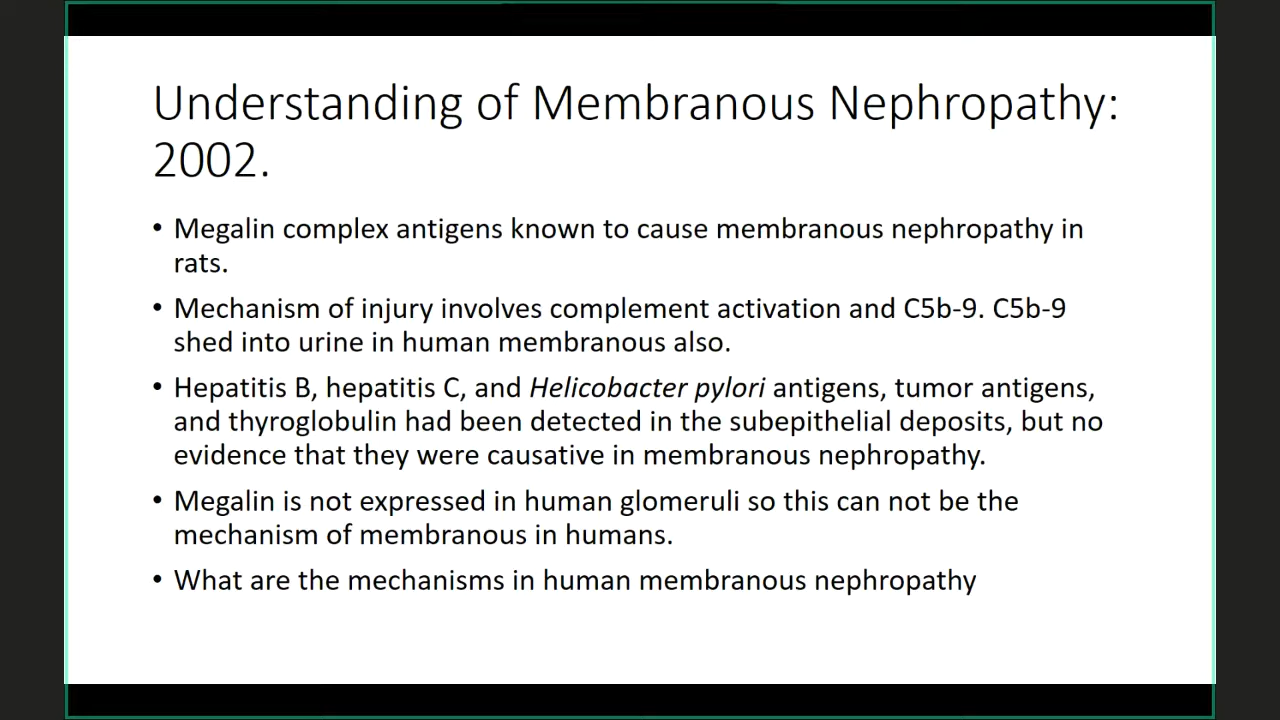 Understanding of Membranous Nephropathy:
2002.
• Megalin complex antigens known to cause membranous nephropathy in
rats.
• Mechanism of injury involves complement activation and C5b-9. C5b-9
shed into urine in human membranous also.
• Hepatitis B, hepatitis C, and Helicobacter pylori antigens, tumor antigens,
and thyroglobulin had been detected in the subepithelial deposits, but no
evidence that they were causative in membranous nephropathy.
• Megalin is not expressed in human glomeruli so this can not be the
mechanism of membranous in humans.
• What are the mechanisms in human membranous nephropathy